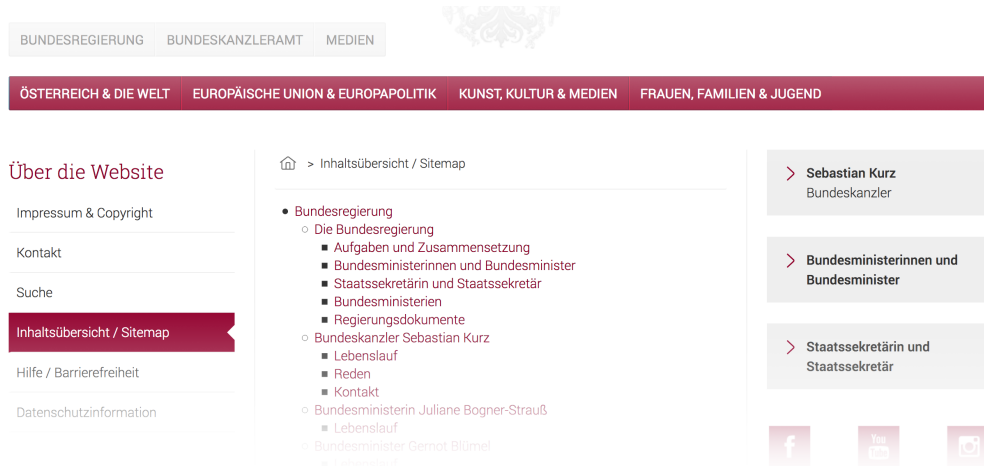 BUNDESREGIERUNG BUNDESKANZLERAMT MEDIEN
ÖSTERREICH & DIE WELT EUROPÄISCHE UNION & EUROPAPOLITIK KUNST, KULTUR & MEDIEN FRAUEN, FAMILIEN & JUGEND
Über die Website
Impressum & Copyright
Kontakt
Suche
Inhaltsübersicht / Sitemap
Hilfe / Barrierefreiheit
Datenschutzinformation
> Inhaltsübersicht / Sitemap
Bundesregierung
Die Bundesregierung
Aufgaben und Zusammensetzung
Bundesministerinnen und Bundesminister
Staatssekretärin und Staatssekretär
Bundesministerien
Regierungsdokumente
Bundeskanzler Sebastian Kurz
Lebenslauf
Reden
Kontakt
Bundesministerin Juliane Bogner-Strauß
Lebenslauf
Bundesminister Gernot Blümel
Sebastian Kurz
Bundeskanzler
Bundesministerinnen und
Bundesminister
Staatssekretärin und
Staatssekretär
f
You
Tube